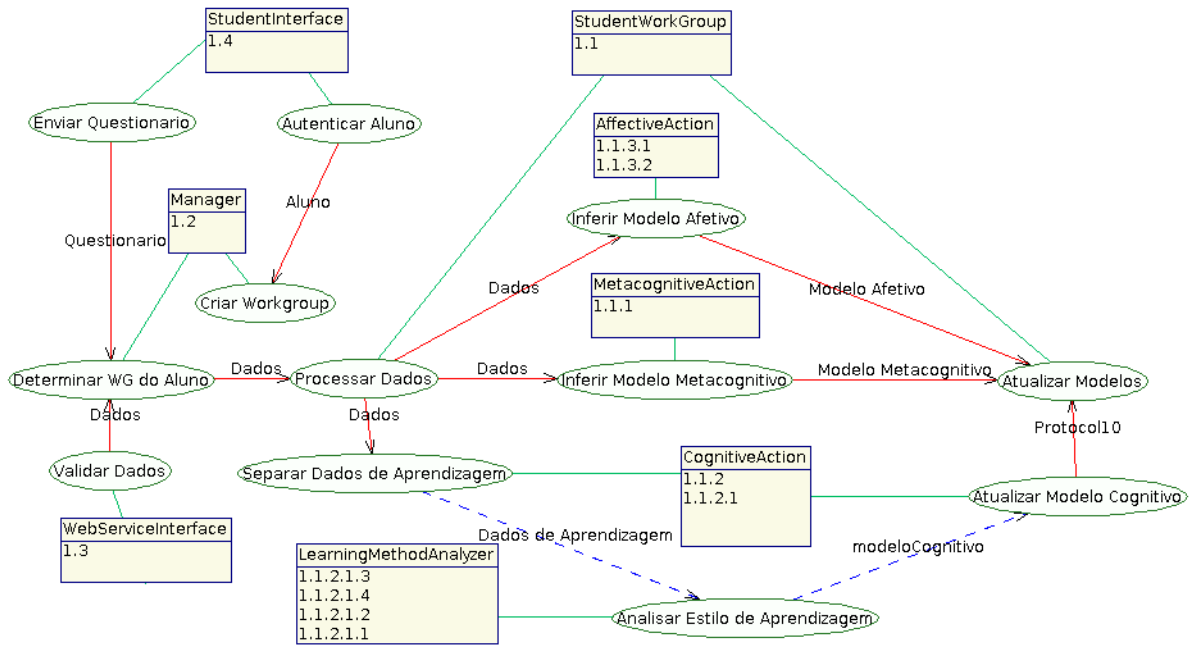 StudentInterface
1.4
StudentWorkGroup
1.1
Enviar Questionario
Autenticar Aluno
AffectiveAction
1.1.3.1
1.1.3.2
Manager
1.2
Aluno
Inferir Modelo Afetivo
Questionario
MetacognitiveAction
1.1.1
Dados
Modelo Afetivo
Criar Workgroup
Determinar WG do Aluno
Dados
Processar Dados
Dados
Inferir Modelo Metacognitivo
Modelo Metacognitivo
Atualizar Modelos
Dados
Dados
Protocol10
Validar Dados
Separar Dados de Aprendizagem
CognitiveAction
1.1.2
1.1.2.1
Atualizar Modelo Cognitivo
WebServiceInterface
1.3
Dados de Aprendizagem
modeloCognitivo
LearningMethodAnalyzer
1.1.2.1.3
1.1.2.1.4
1.1.2.1.2
1.1.2.1.1
Analisar Estilo de Aprendizagem